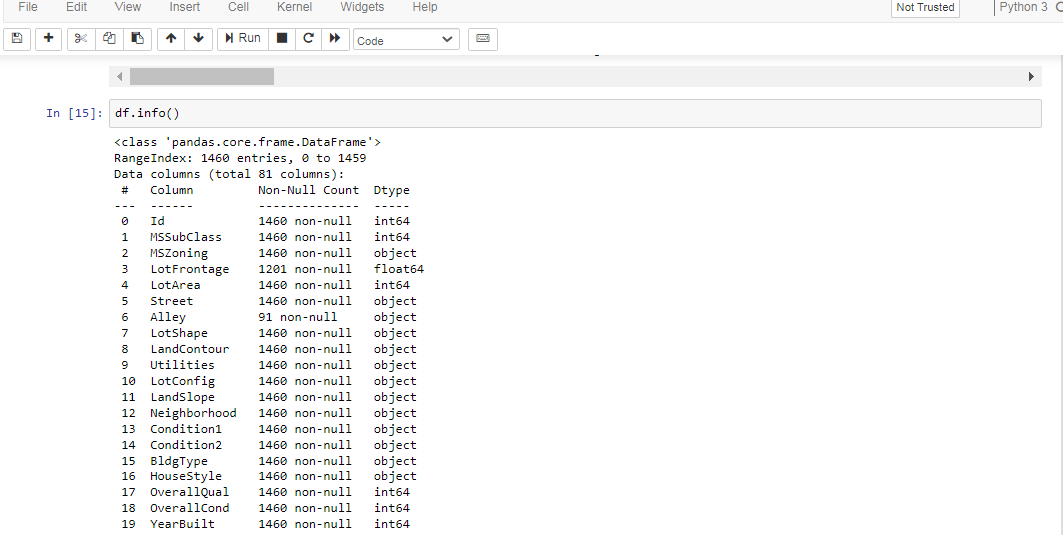 File Edit View Insert Cell Kernel Widgets Help Not Trusted Python 3
Run Code
In [15]: df.info()
<class 'pandas.core.frame.DataFrame'>
RangeIndex: 1460 entries, 0 to 1459
Data columns (total 81 columns):
# Column Non-Null Count Dtype
--- ------ -------------- -----
0 Id 1460 non-null int64
1 MSSubClass 1460 non-null int64
2 MSZoning 1460 non-null object
3 LotFrontage 1201 non-null float64
4 LotArea 1460 non-null int64
5 Street 1460 non-null object
6 Alley 91 non-null object
7 LotShape 1460 non-null object
8 LandContour 1460 non-null object
9 Utilities 1460 non-null object
10 LotConfig 1460 non-null object
11 LandSlope 1460 non-null object
12 Neighborhood 1460 non-null object
13 Condition1 1460 non-null object
14 Condition2 1460 non-null object
15 BldgType 1460 non-null object
16 HouseStyle 1460 non-null object
17 OverallQual 1460 non-null int64
18 OverallCond 1460 non-null int64
19 YearBuilt 1460 non-null int64